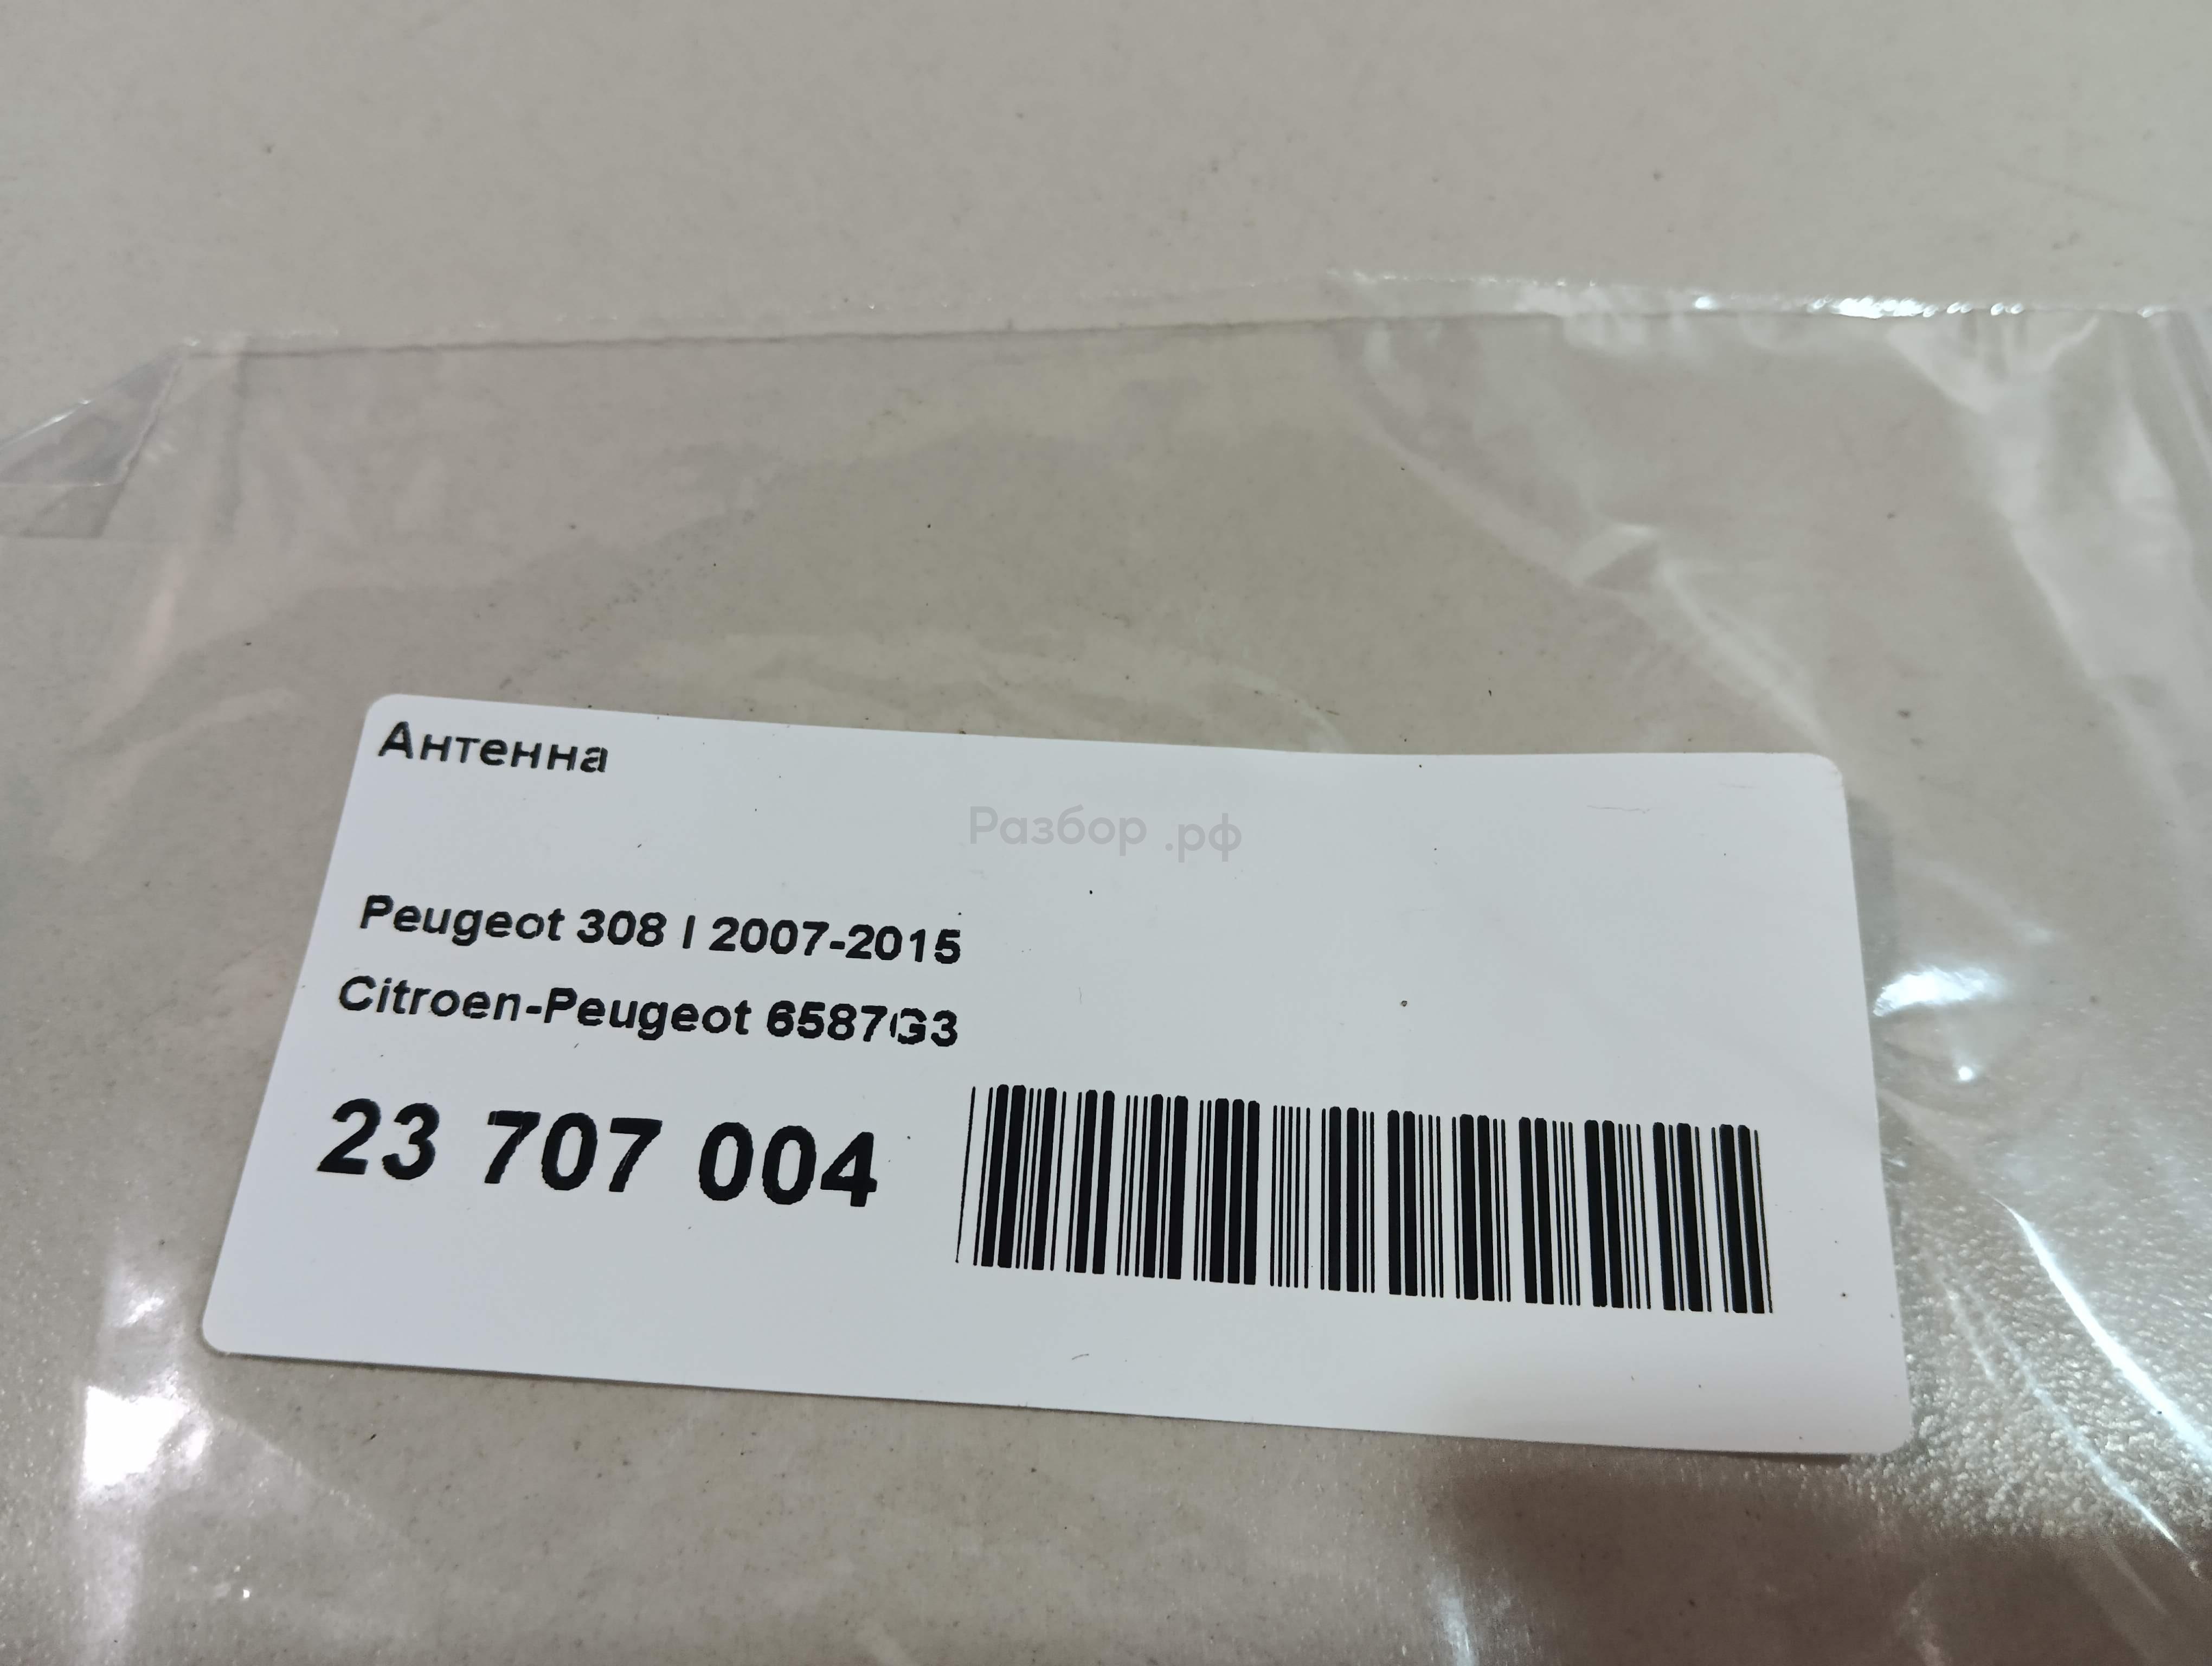 Антенна
Разбор .рф
Peugeot 308 I 2007-2015
Citroen-Peugeot 6587G3
23 707 004